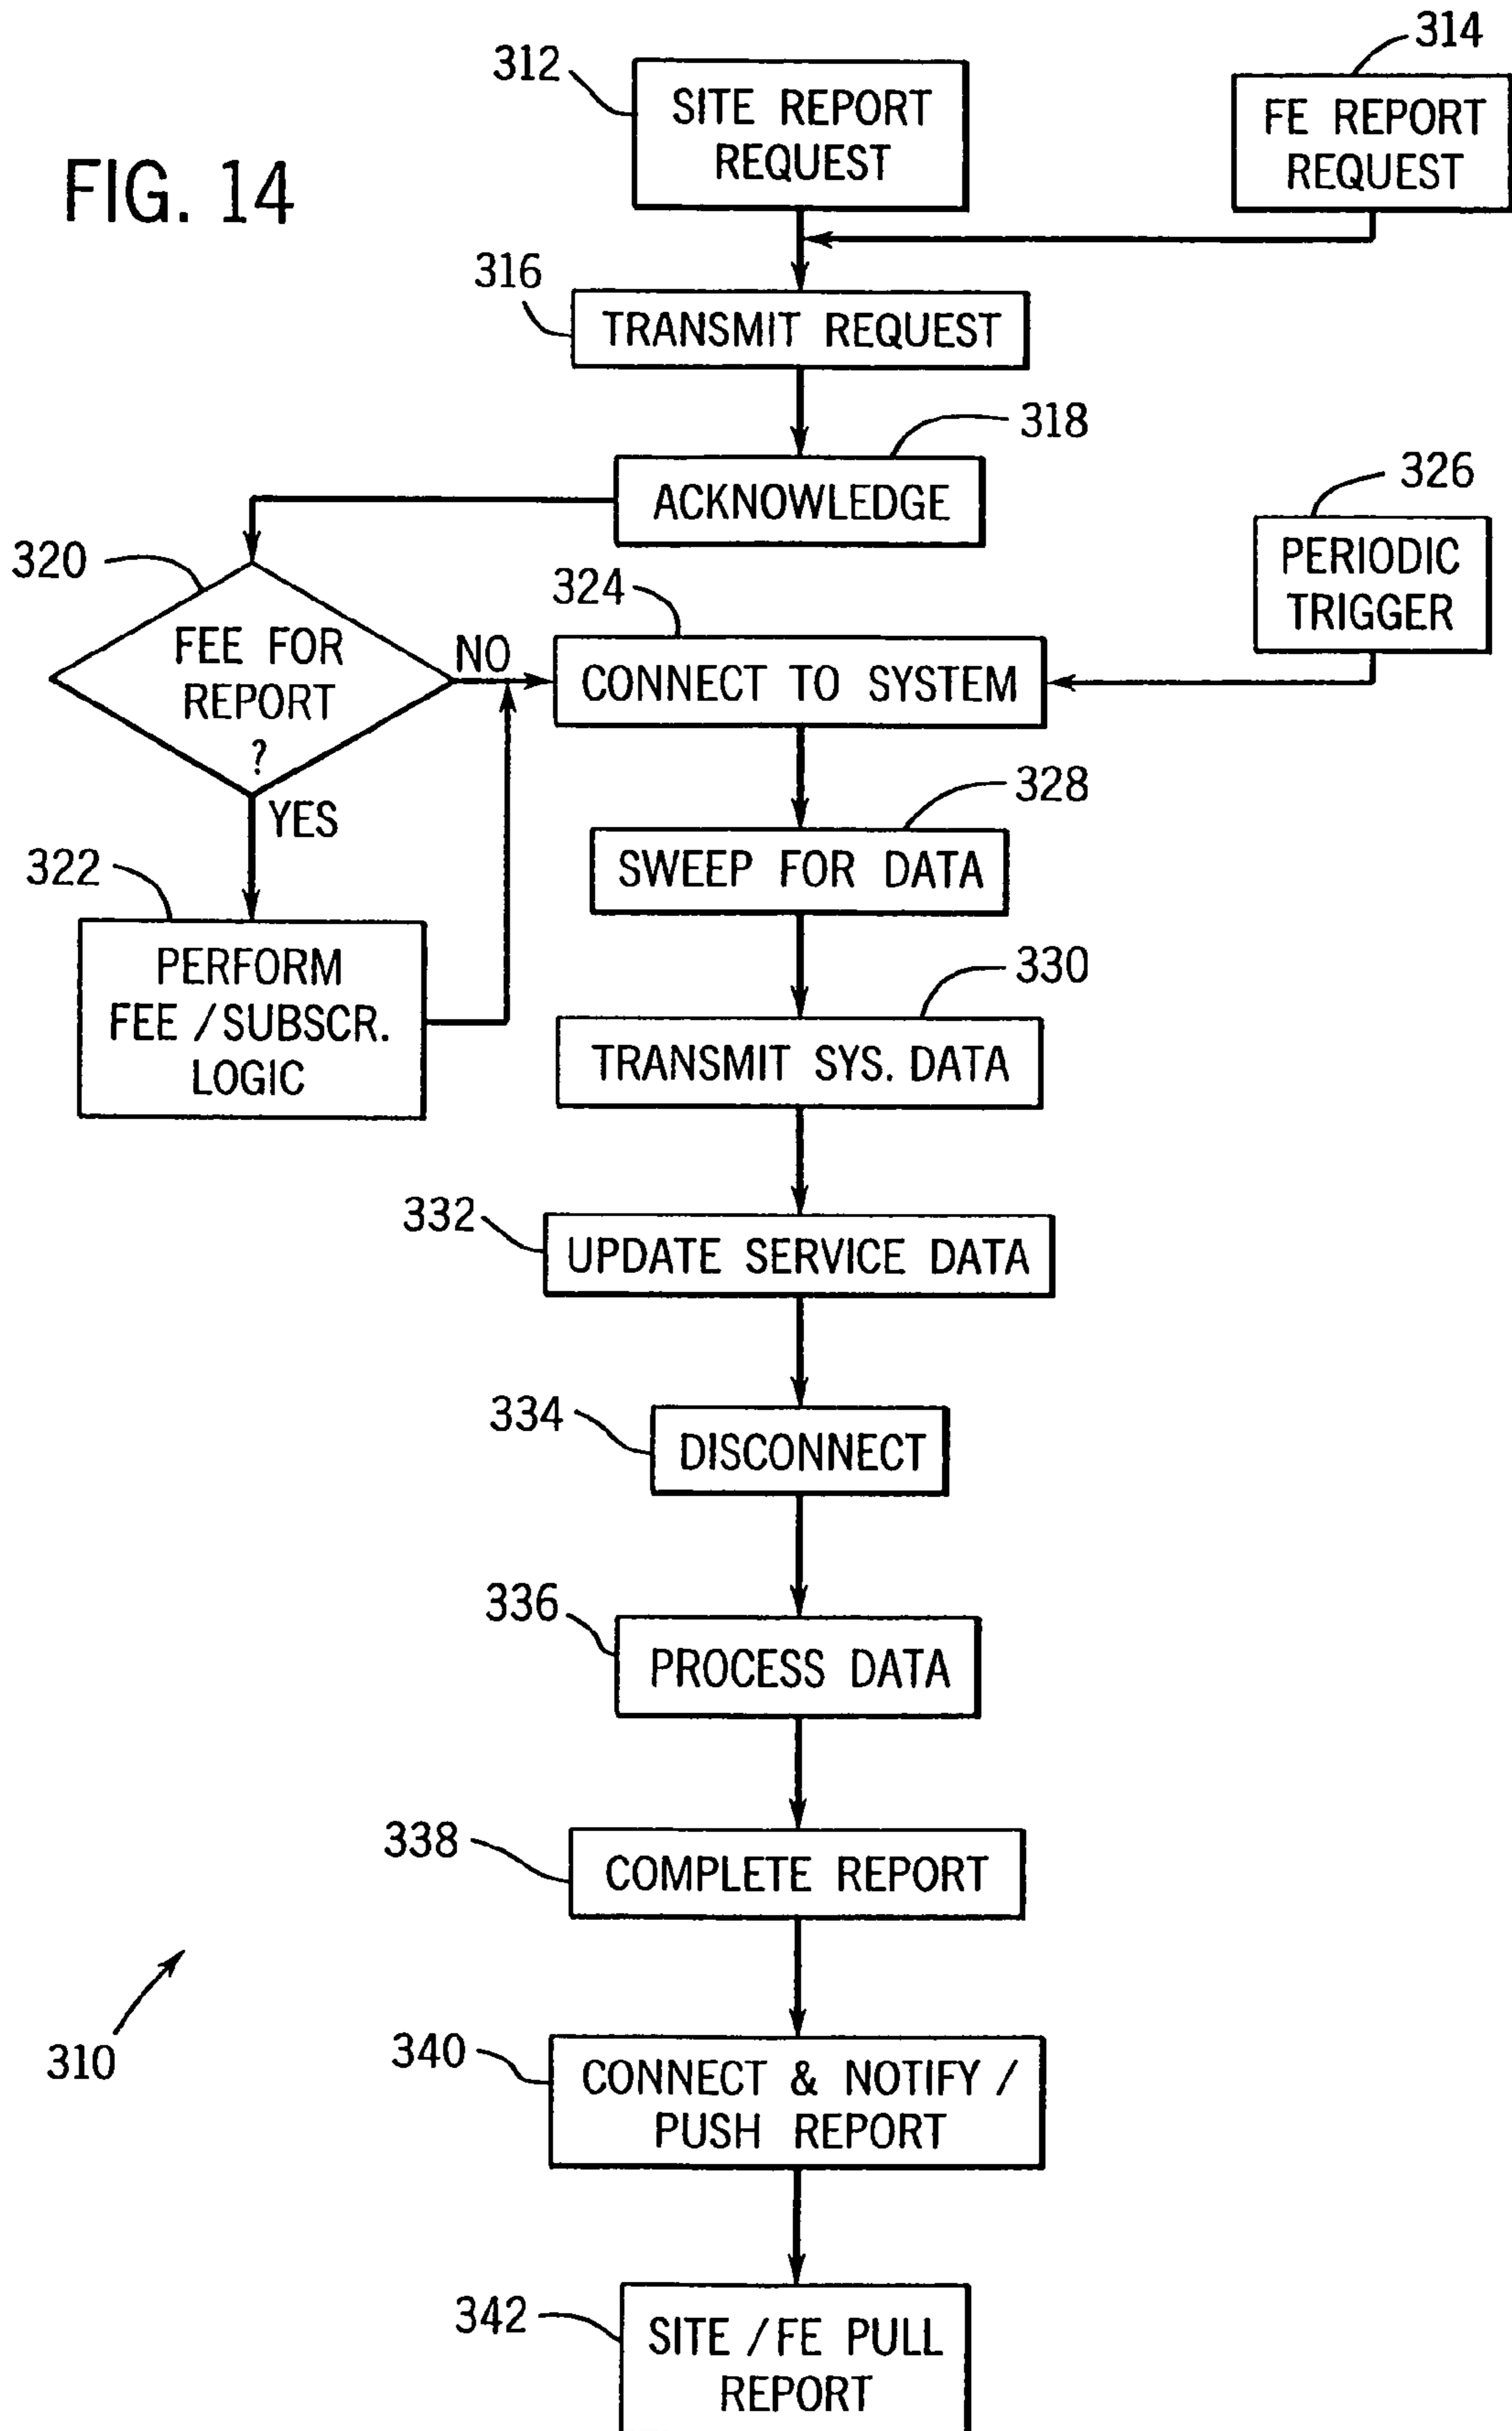 FIG. 14
312
SITE REPORT
REQUEST
314
FE REPORT
REQUEST
316
TRANSMIT REQUEST
318
ACKNOWLEDGE
320
FEE FOR
REPORT
?
NO
YES
322
PERFORM
FEE / SUBSCR.
LOGIC
324
CONNECT TO SYSTEM
326
PERIODIC
TRIGGER
328
SWEEP FOR DATA
330
TRANSMIT SYS. DATA
332
UPDATE SERVICE DATA
334
DISCONNECT
336
PROCESS DATA
338
COMPLETE REPORT
310
340
CONNECT & NOTIFY /
PUSH REPORT
342
SITE / FE PULL
REPORT